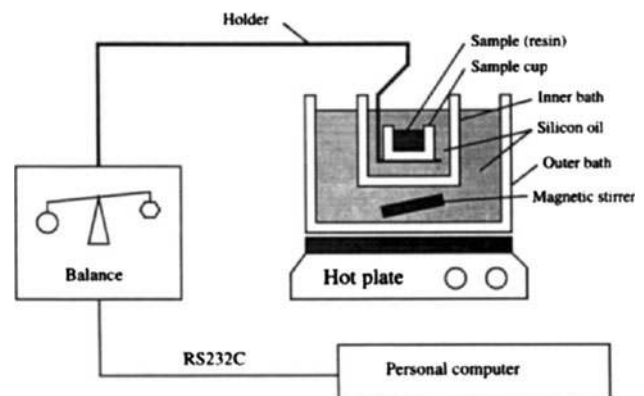 Holder
Sample (resin)
Sample cup
Inner bath
Silicon oil
Outer bath
Magnetic stirrer
Balance
Hot plate
RS232C
Personal computer